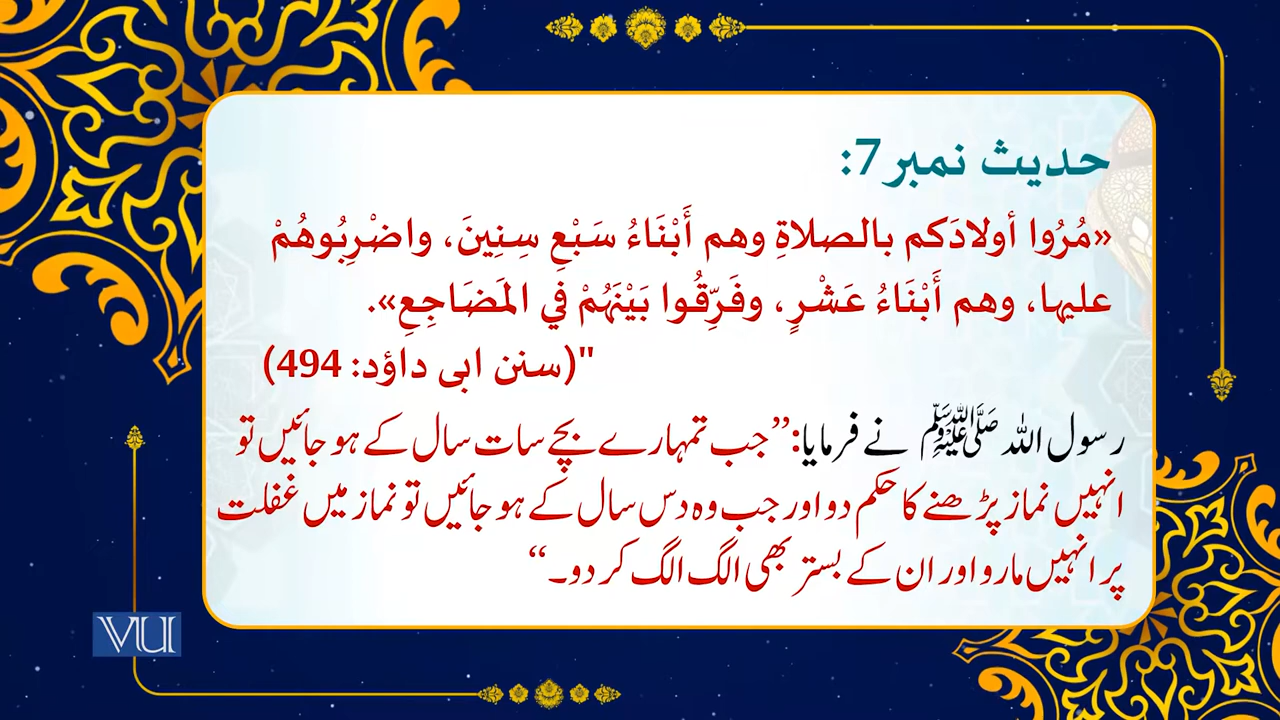 حدیث نمبر7:
«مُرُوا أولادَكم بالصلاةِ وهم أَبْنَاءُ سَبْعِ سِنِينَ، واضْرِبُوهُمْ
عليها، وهم أَبْنَاءُ عَشْرٍ، وفَرِّقُوا بَيْنَهُمْ في المَضَاجِعِ».
"(سنن ابی داؤد: 494)
رسول اللہ ﷺ نے فرمایا:’’جب تمہارے بچے سات سال کے ہو جائیں تو
انہیں نماز پڑھنے کا حکم دو اور جب وہ دس سال کے ہو جائیں تو نماز میں غفلت
پر انہیں مارو اور ان کے بستر بھی الگ الگ کر دو۔‘‘
VU